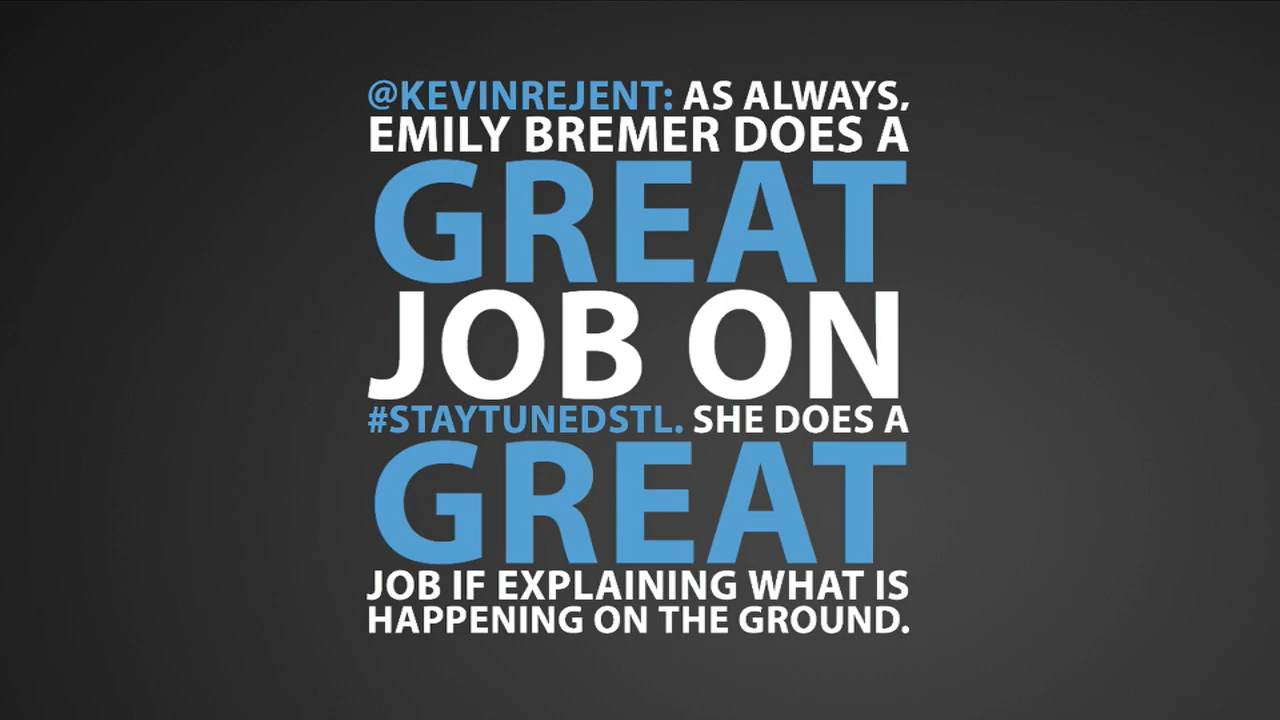 @KEVINREJENT: AS ALWAYS,
EMILY BREMER DOES A
GREAT
JOB ON
#STAYTUNEDSTL. SHE DOES A
GREAT
JOB IF EXPLAINING WHAT IS
HAPPENING ON THE GROUND.